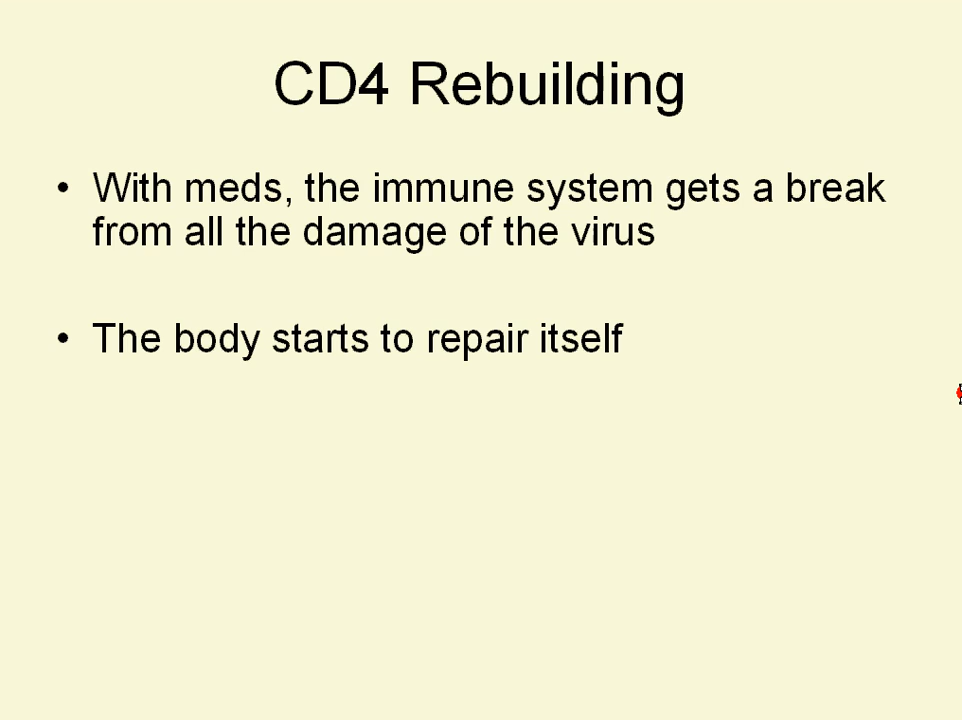 CD4 Rebuilding
• With meds, the immune system gets a break
from all the damage of the virus
• The body starts to repair itself